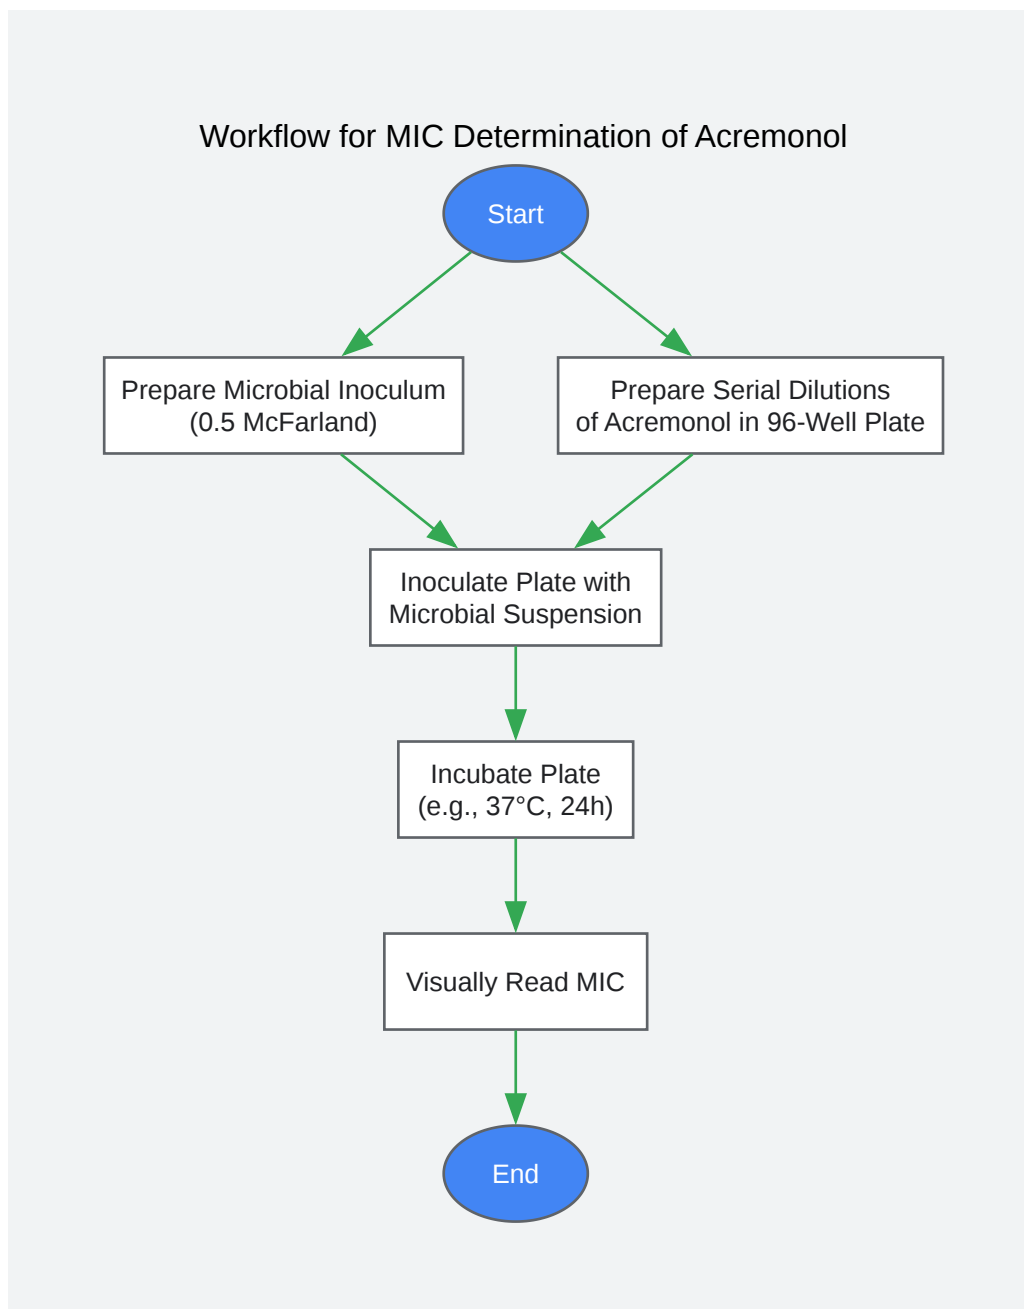 Workflow for MIC Determination of Acremonol
Start
Prepare Microbial Inoculum
(0.5 McFarland)
Prepare Serial Dilutions
of Acremonol in 96-Well Plate
Inoculate Plate with
Microbial Suspension
Incubate Plate
(e.g., 37°C, 24h)
Visually Read MIC
End